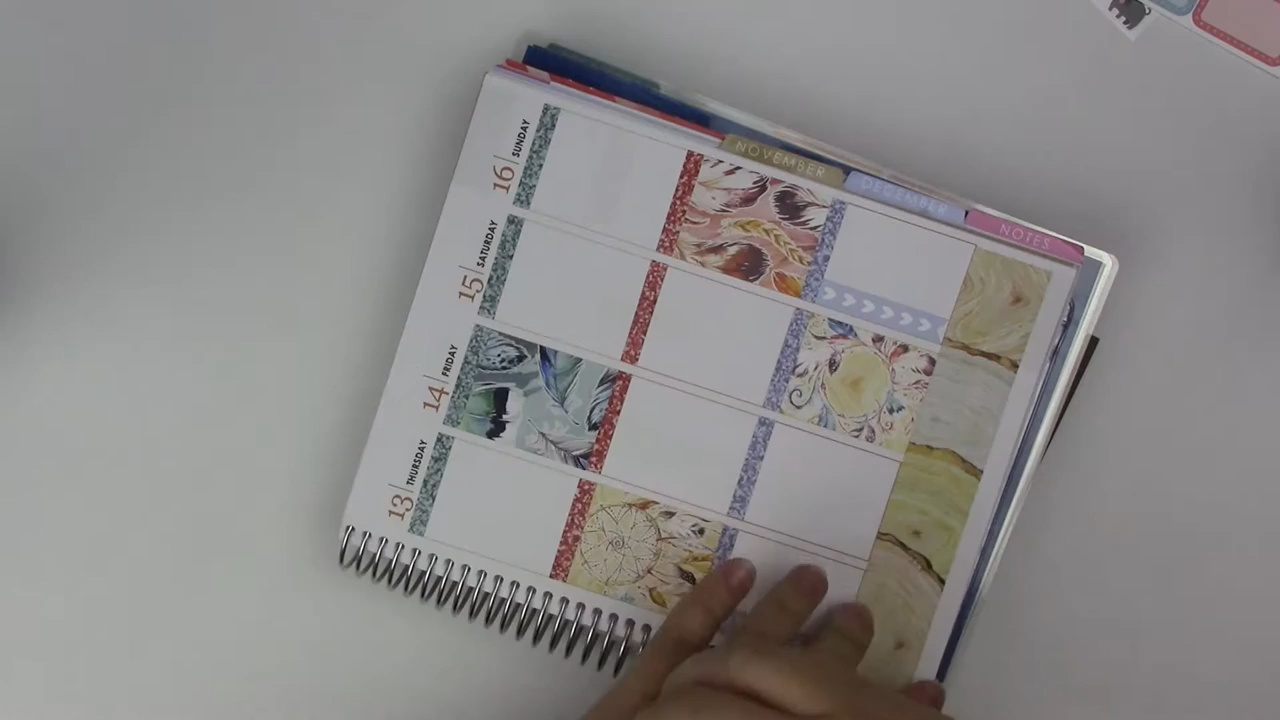 16 SUNDAY
15 SATURDAY
14 FRIDAY
13 THURSDAY
NOVEMBER
DECEMBER
NOTES